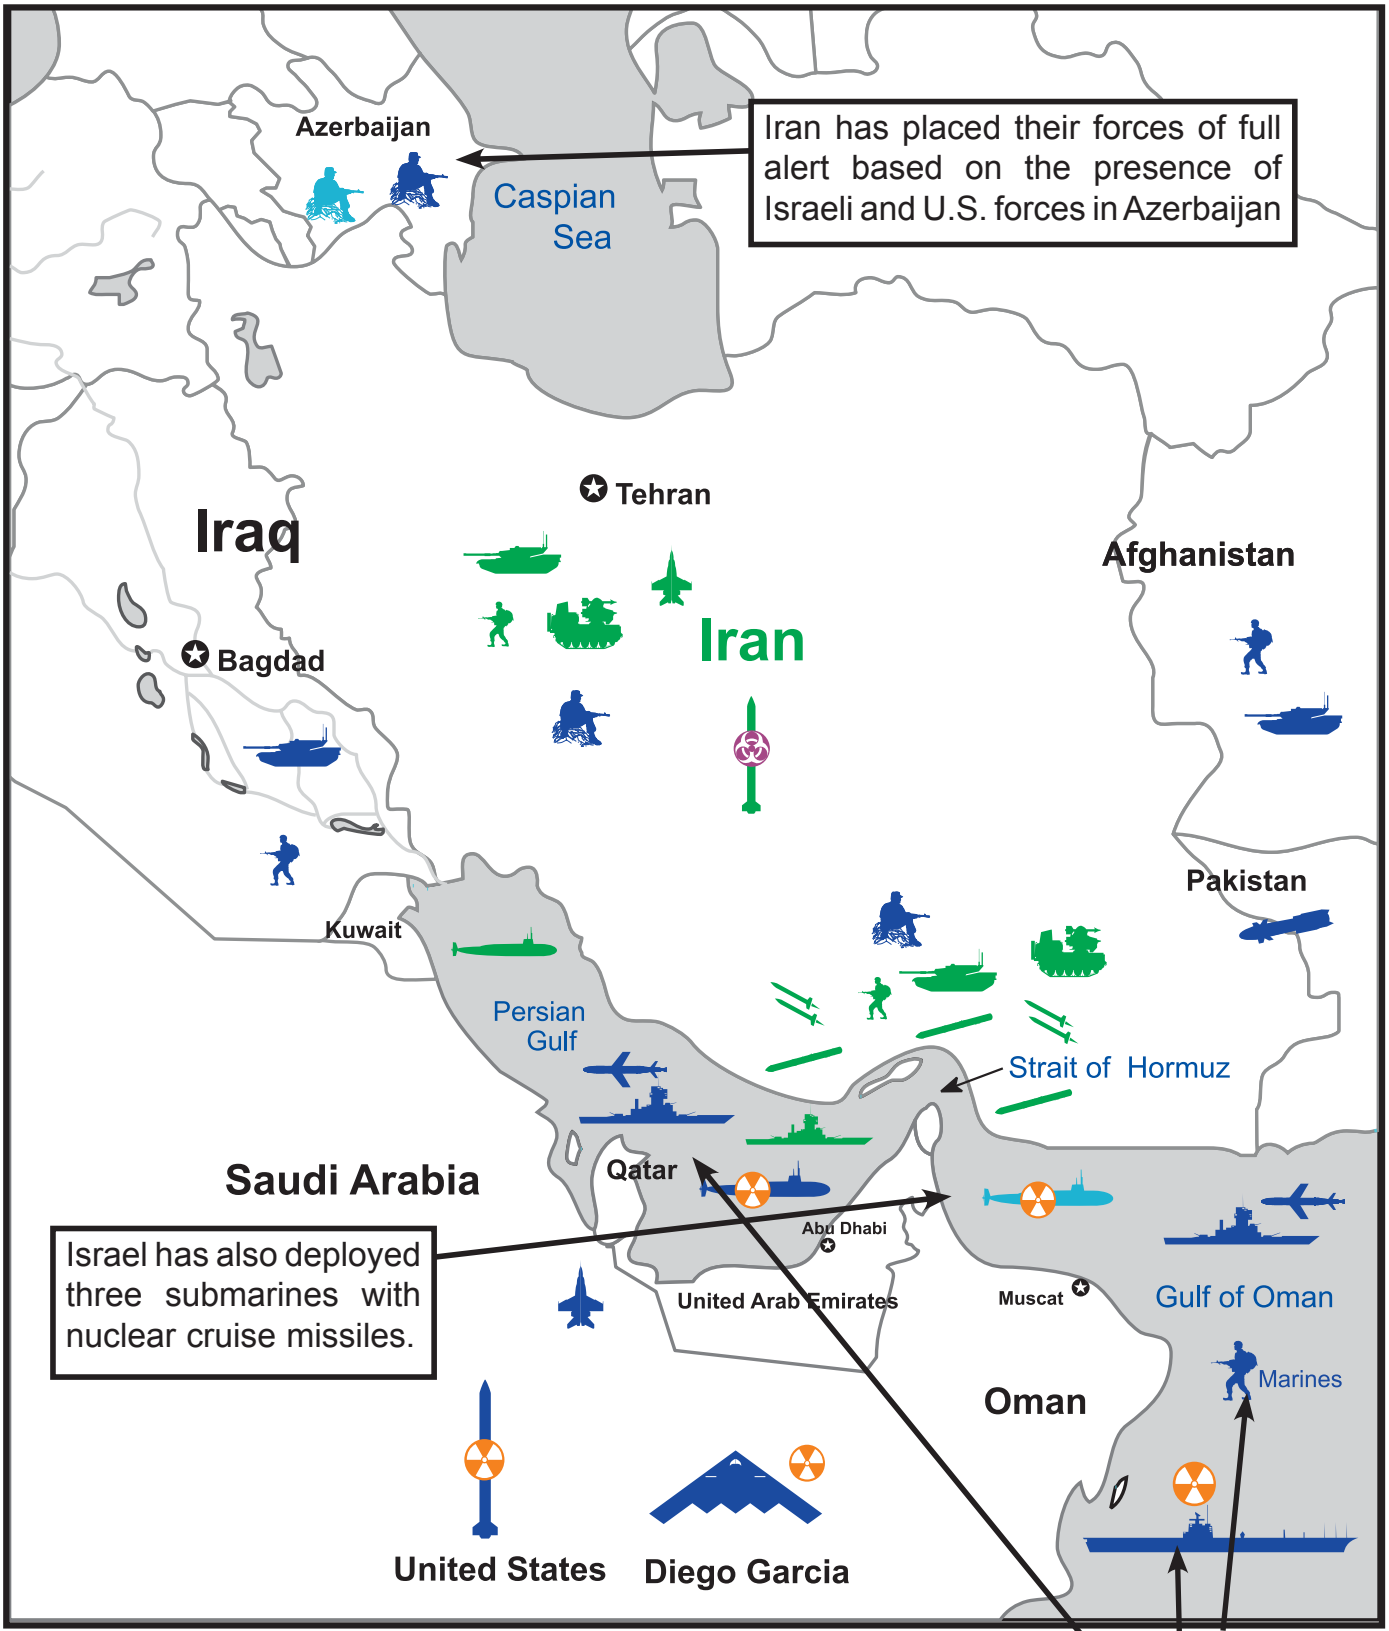 Azerbaijan
Iran has placed their forces of full
alert based on the presence of
Israeli and U.S. forces in Azerbaijan
Caspian
Sea
Tehran
Iraq
Afghanistan
Iran
Bagdad
Pakistan
Kuwait
Persian
Gulf
Strait of Hormuz
Saudi Arabia
Qatar
Abu Dhabi
Israel has also deployed
three submarines with
nuclear cruise missiles.
United Arab Emirates
Muscat
Gulf of Oman
Marines
Oman
United States
Diego Garcia